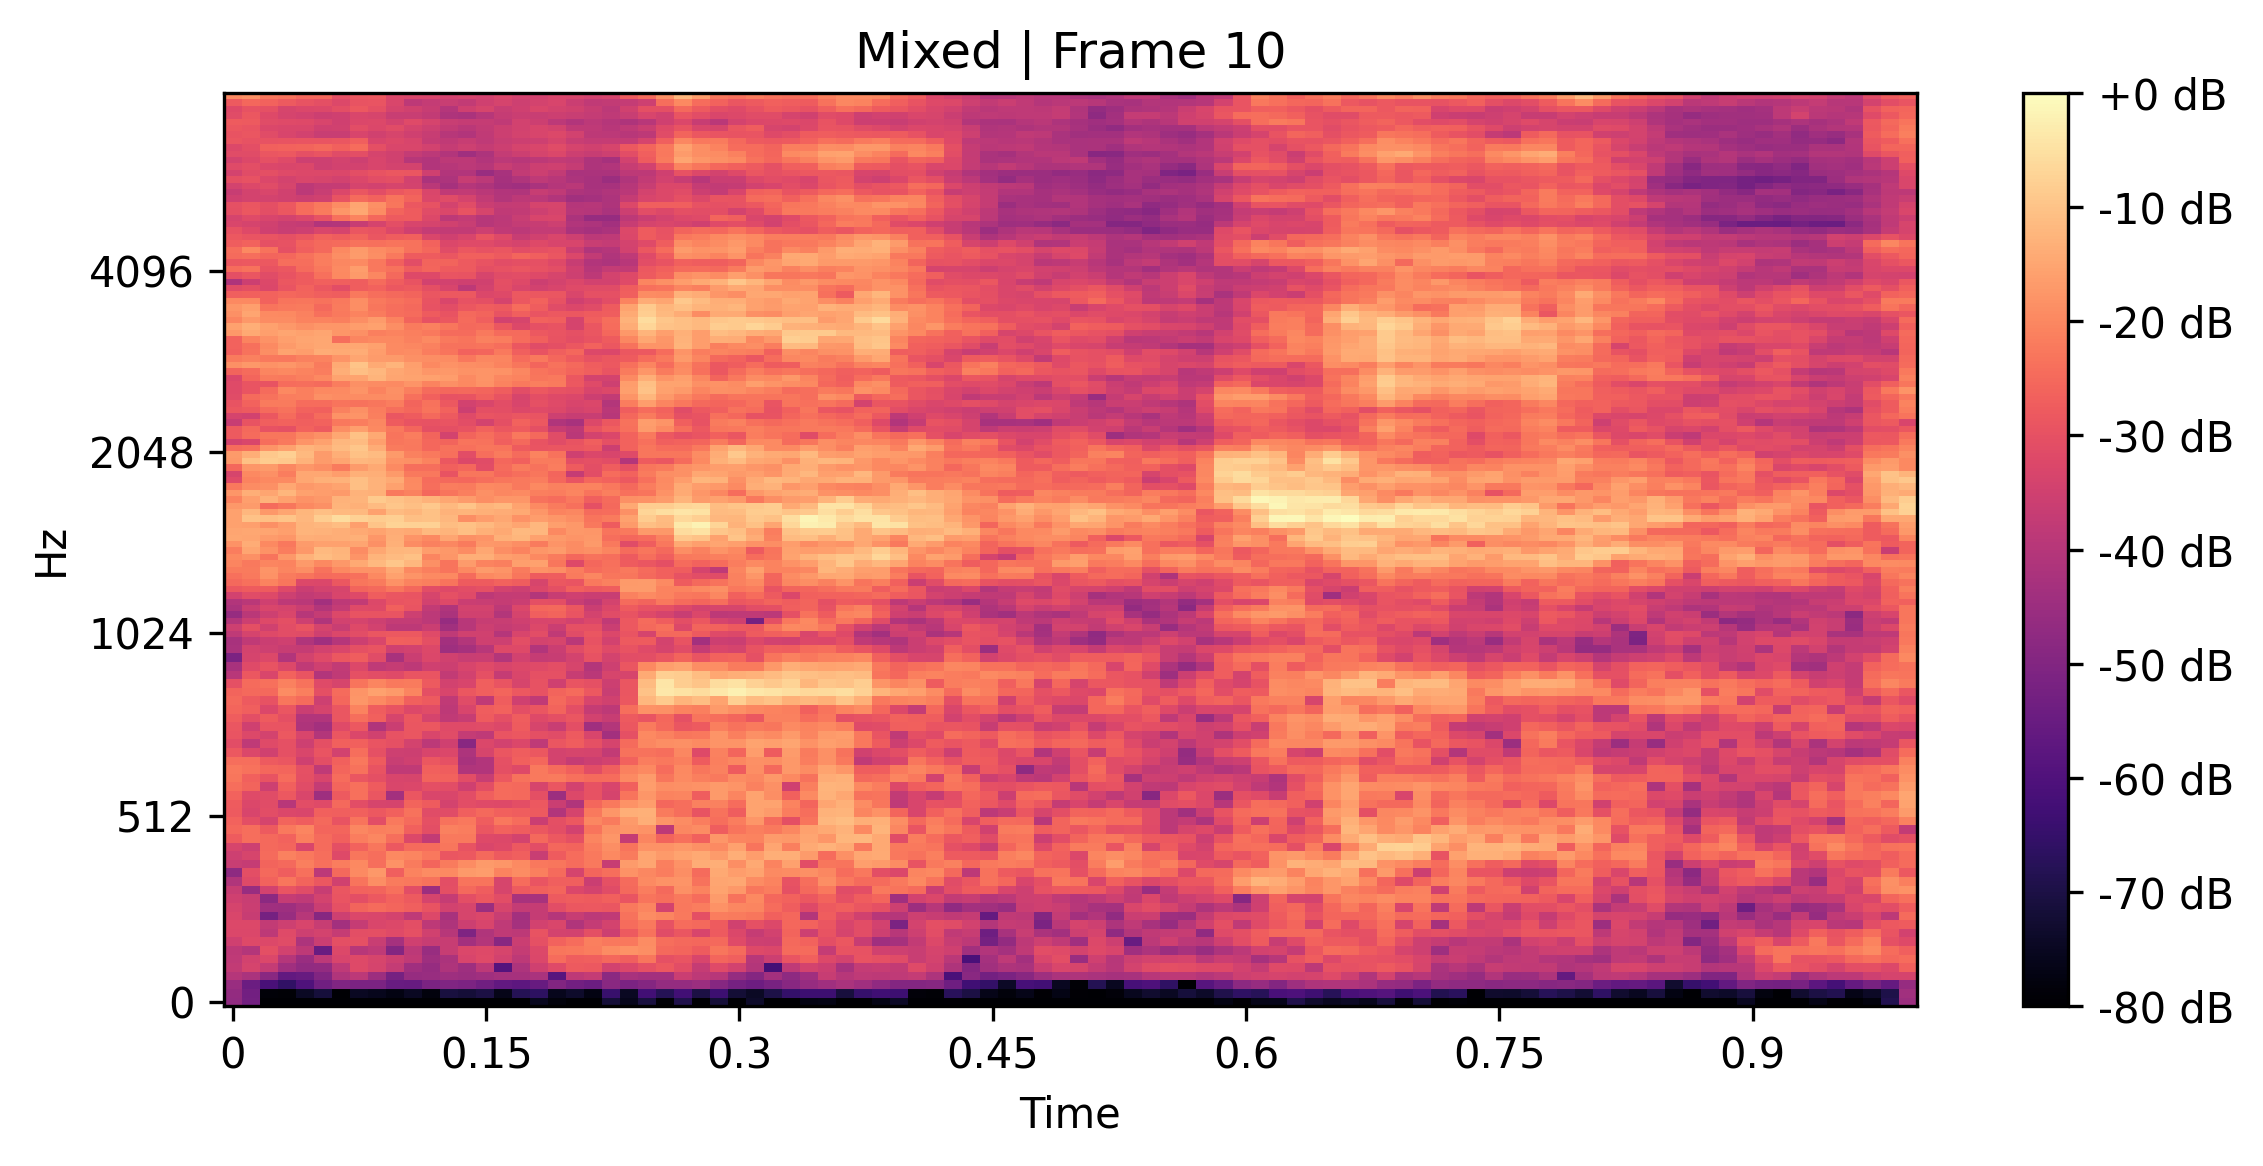 Mixed | Frame 10
Hz
4096
2048
1024
512
0
0 0.15 0.3 0.45 0.6 0.75 0.9
Time
+0 dB
-10 dB
-20 dB
-30 dB
-40 dB
-50 dB
-60 dB
-70 dB
-80 dB